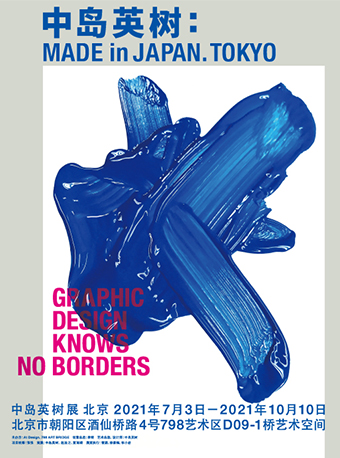 中岛英树：
MADE in JAPAN.TOKYO
GRAPHIC
DESIGN
KNOWS
NO BORDERS
中岛英树展 北京 2021年7月3日—2021年10月10日
北京市朝阳区酒仙桥路4号798艺术区D09-1桥艺术空间